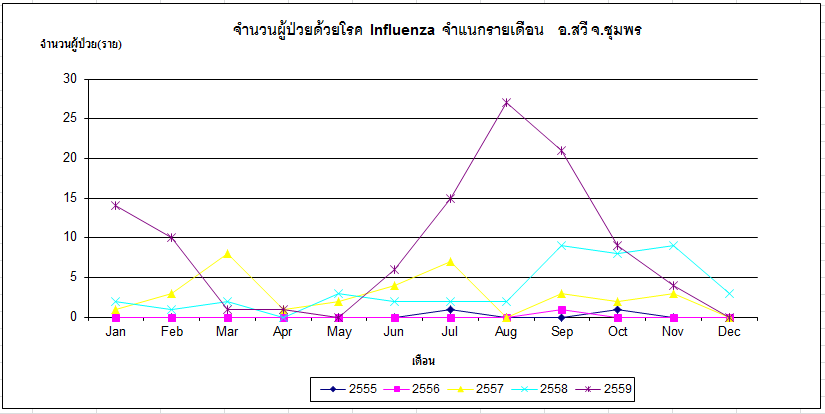 จำนวนผู้ป่วยด้วยโรค Influenza จำแนกรายเดือน อ.สวี จ.ชุมพร
จำนวนผู้ป่วย(ราย)
30
25
20
15
10
5
0
Jan Feb Mar Apr May Jun Jul Aug Sep Oct Nov Dec
เดือน
2555 2556 2557 2558 2559